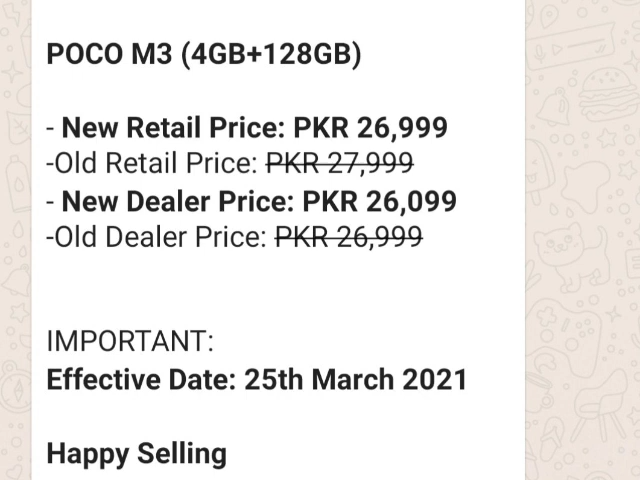 POCO M3 (4GB+128GB)
- New Retail Price: PKR 26,999
-Old Retail Price: PKR 27,999
- New Dealer Price: PKR 26,099
-Old Dealer Price: PKR 26,999
IMPORTANT:
Effective Date: 25th March 2021
Happy Selling